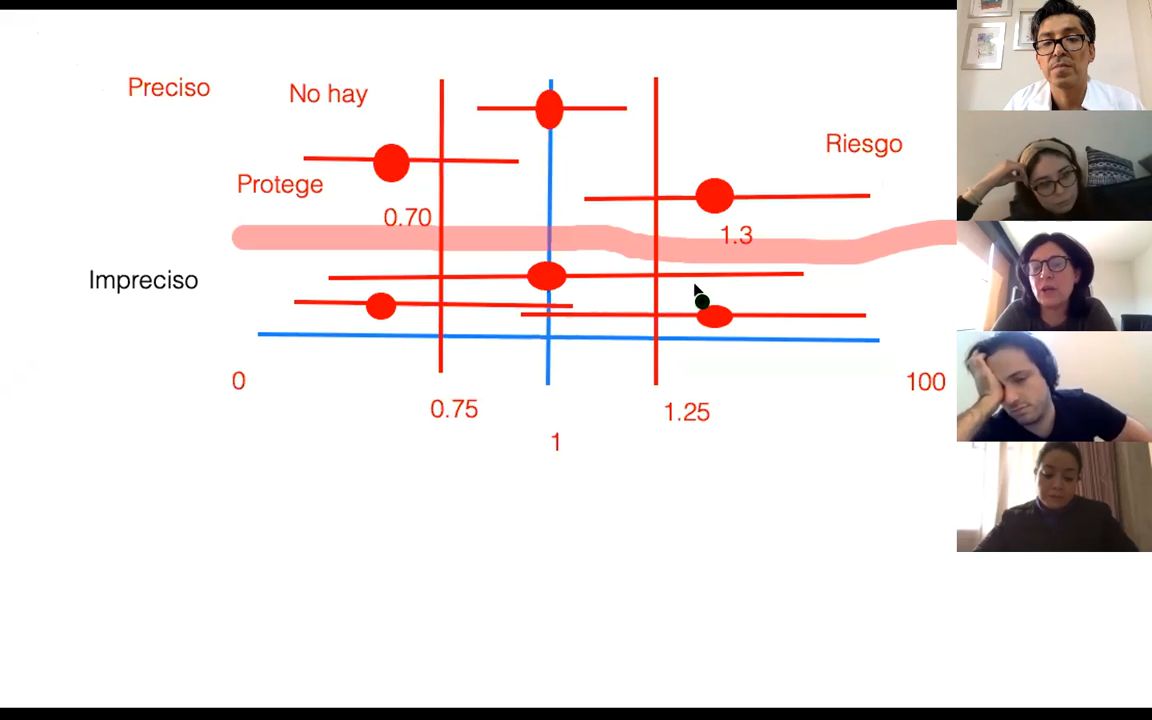 Preciso
No hay
Riesgo
Protege
0.70
1.3
Impreciso
0
100
0.75
1.25
1